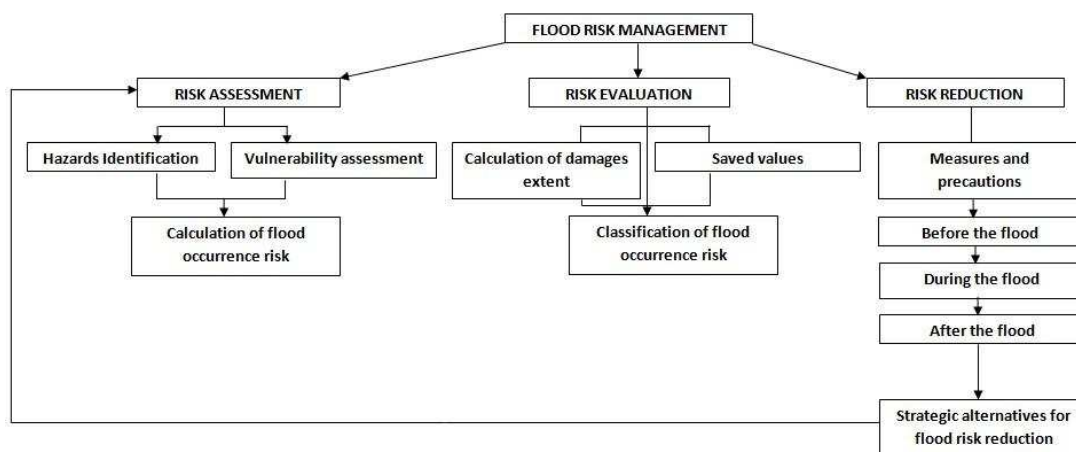 FLOOD RISK MANAGEMENT
RISK ASSESSMENT
RISK EVALUATION
RISK REDUCTION
Hazards Identification
Vulnerability assessment
Calculation of damages
extent
Saved values
Measures and
precautions
Calculation of flood
occurrence risk
Classification of flood
occurrence risk
Before the flood
During the flood
After the flood
Strategic alternatives for
flood risk reduction